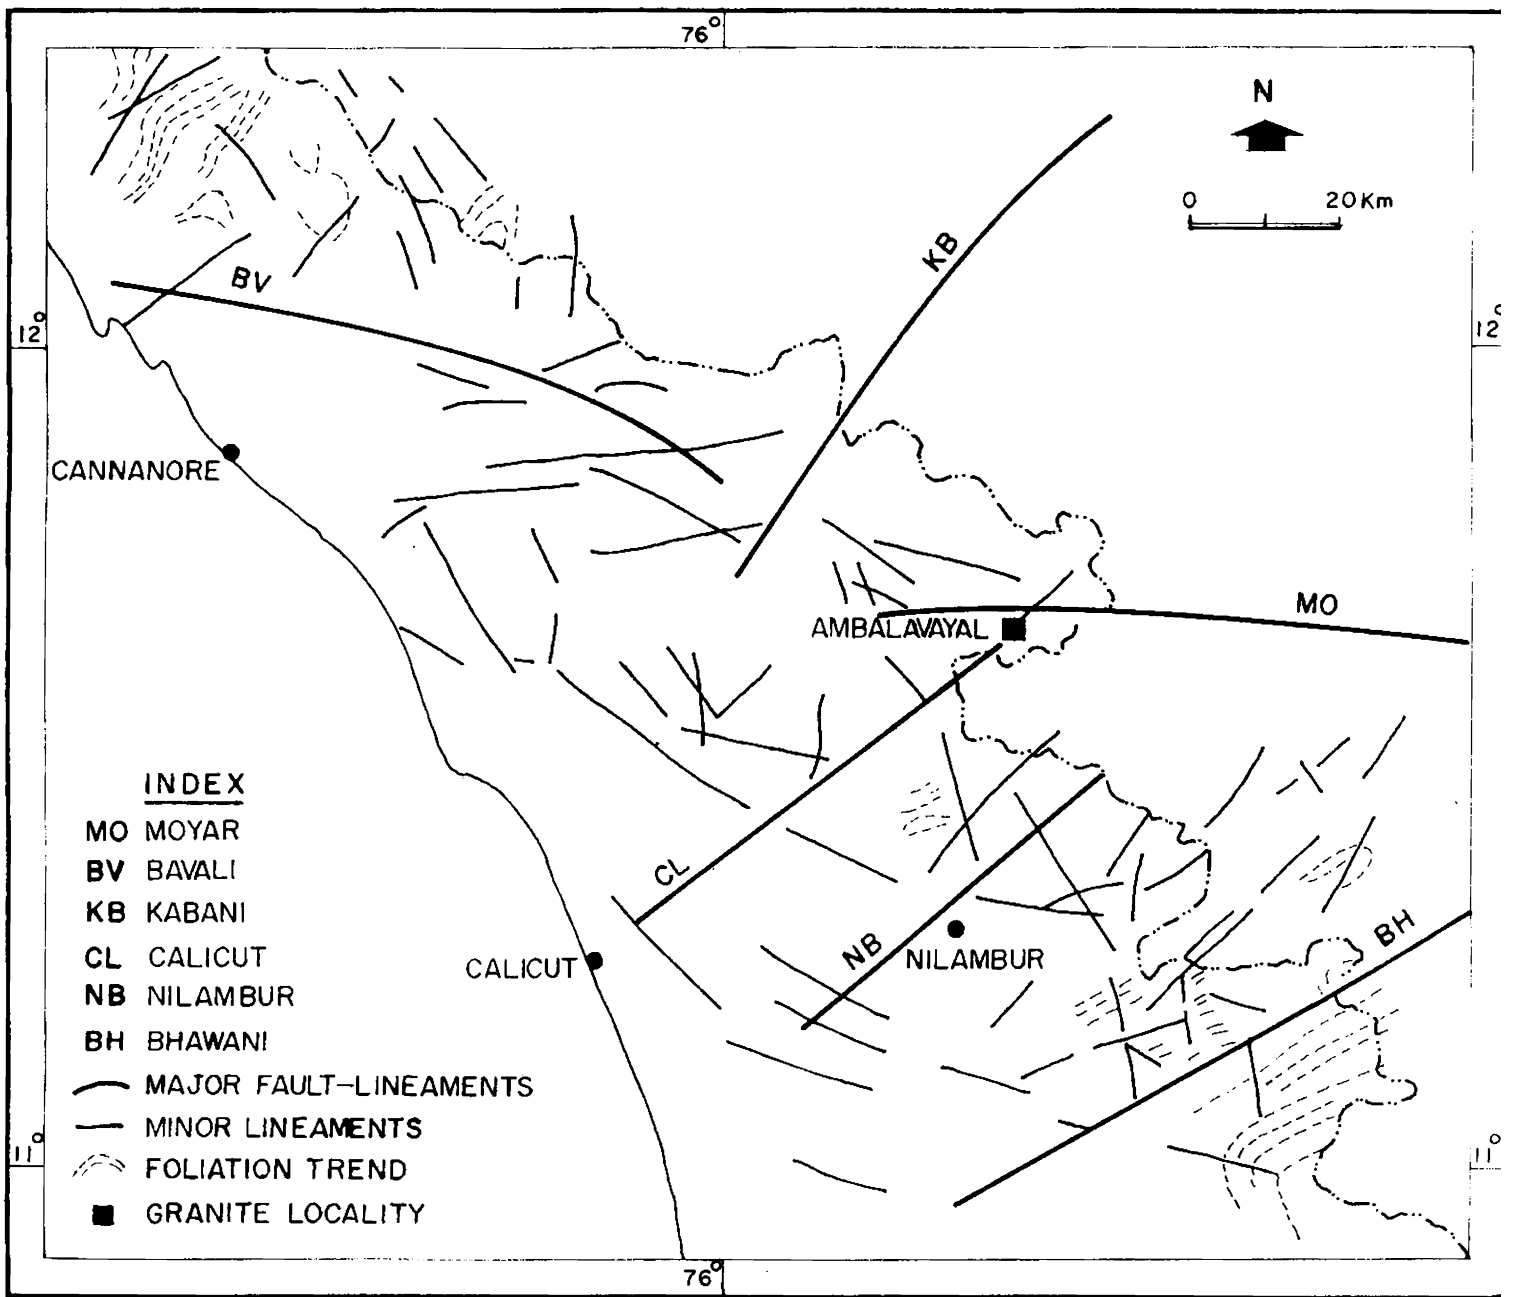 76°
N
0 20 Km
KB
BV
12° 12°
CANNANORE
MO
AMBALAVAYAL
INDEX
MO MOYAR
BV BAVALI
KB KABANI
CL CALICUT
NB NILAMBUR
BH BHAWANI
MAJOR FAULT-LINEAMENTS
MINOR LINEAMENTS
FOLIATION TREND
GRANITE LOCALITY
CL
NB
NILAMBUR
BH
CALICUT
11° 11°
76°